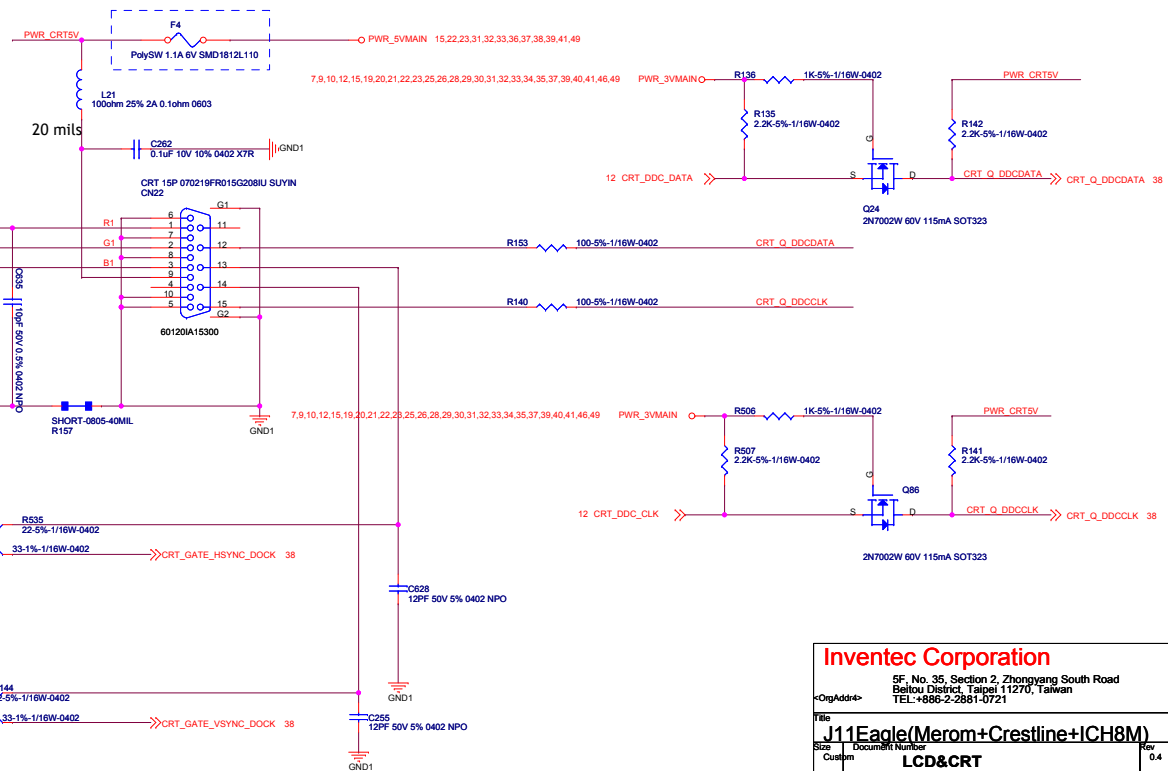 PWR_CRT5V
F4
PolySW 1.1A 6V SMD1812L110
PWR_5VMAIN 15,22,23,31,32,33,36,37,38,39,41,49
L21
100ohm 25% 2A 0.1ohm 0603
20 mils
C262
0.1uF 10V 10% 0402 X7R
GND1
CRT 15P 070219FR015G208IU SUYIN
CN22
G1
6
1
7
2
8
3
9
4
10
5
11
12
13
14
15
G2
R1
G1
B1
60120IA15300
C635
10pF 50V 0.5% 0402 NPO
SHORT-0805-40MIL
R157
GND1
7,9,10,12,15,19,20,21,22,23,25,26,28,29,30,31,32,33,34,35,37,39,40,41,46,49 PWR_3VMAIN
R136 1K-5%-1/16W-0402
PWR_CRT5V
R135
2.2K-5%-1/16W-0402
R142
2.2K-5%-1/16W-0402
G
S
D
12 CRT_DDC_DATA
CRT_Q_DDCDATA
CRT_Q_DDCDATA 38
Q24
2N7002W 60V 115mA SOT323
R153 100-5%-1/16W-0402 CRT_Q_DDCDATA
R140 100-5%-1/16W-0402 CRT_Q_DDCCLK
7,9,10,12,15,19,20,21,22,23,25,26,28,29,30,31,32,33,34,35,37,39,40,41,46,49 PWR_3VMAIN
R506 1K-5%-1/16W-0402
PWR_CRT5V
R507
2.2K-5%-1/16W-0402
R141
2.2K-5%-1/16W-0402
G
Q86
S
D
12 CRT_DDC_CLK
CRT_Q_DDCCLK
CRT_Q_DDCCLK 38
2N7002W 60V 115mA SOT323
R535
22-5%-1/16W-0402
33-1%-1/16W-0402
CRT_GATE_HSYNC_DOCK 38
C628
12PF 50V 5% 0402 NPO
GND1
144
2-5%-1/16W-0402
33-1%-1/16W-0402
CRT_GATE_VSYNC_DOCK 38
C255
12PF 50V 5% 0402 NPO
GND1
Inventec Corporation
5F, No. 35, Section 2, Zhongyang South Road
Beitou District, Taipei 11270, Taiwan
<OrgAddr4> TEL:+886-2-2881-0721
Title
J11Eagle(Merom+Crestline+ICH8M)
Size Document Number Rev
Custom LCD&CRT 0.4